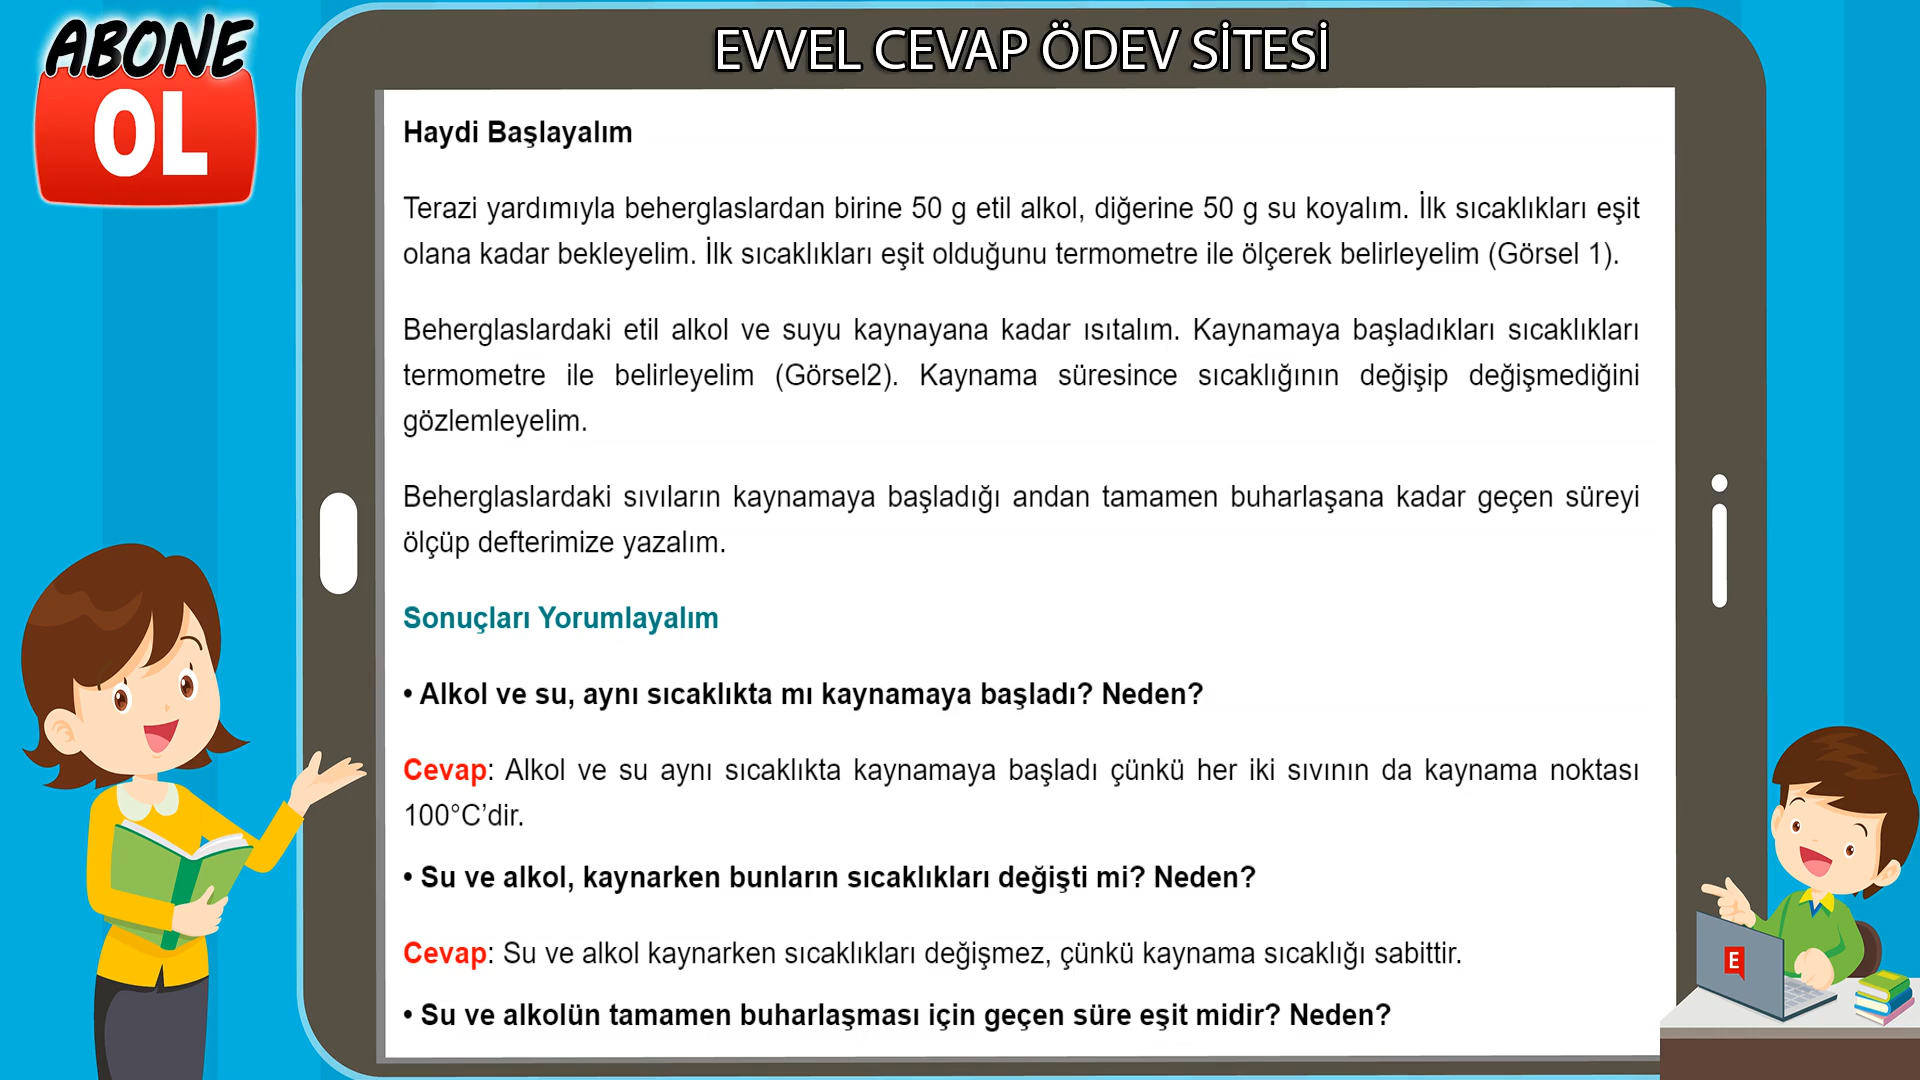 ABONE
OL
EVVEL CEVAP ÖDEV SİTESİ
Haydi Başlayalım
Terazi yardımıyla beherglaslardan birine 50 g etil alkol, diğerine 50 g su koyalım. İlk sıcaklıkları eşit
olana kadar bekleyelim. İlk sıcaklıkları eşit olduğunu termometre ile ölçerek belirleyelim (Görsel 1).
Beherglaslardaki etil alkol ve suyu kaynayana kadar ısıtalım. Kaynamaya başladıkları sıcaklıkları
termometre ile belirleyelim (Görsel2). Kaynama süresince sıcaklığının değişip değişmediğini
gözlemleyelim.
Beherglaslardaki sıvıların kaynamaya başladığı andan tamamen buharlaşana kadar geçen süreyi
ölçüp defterimize yazalım.
Sonuçları Yorumlayalım
• Alkol ve su, aynı sıcaklıkta mı kaynamaya başladı? Neden?
Cevap: Alkol ve su aynı sıcaklıkta kaynamaya başladı çünkü her iki sıvının da kaynama noktası
100°C’dir.
• Su ve alkol, kaynarken bunların sıcaklıkları değişti mi? Neden?
Cevap: Su ve alkol kaynarken sıcaklıkları değişmez, çünkü kaynama sıcaklığı sabittir.
• Su ve alkolün tamamen buharlaşması için geçen süre eşit midir? Neden?
E